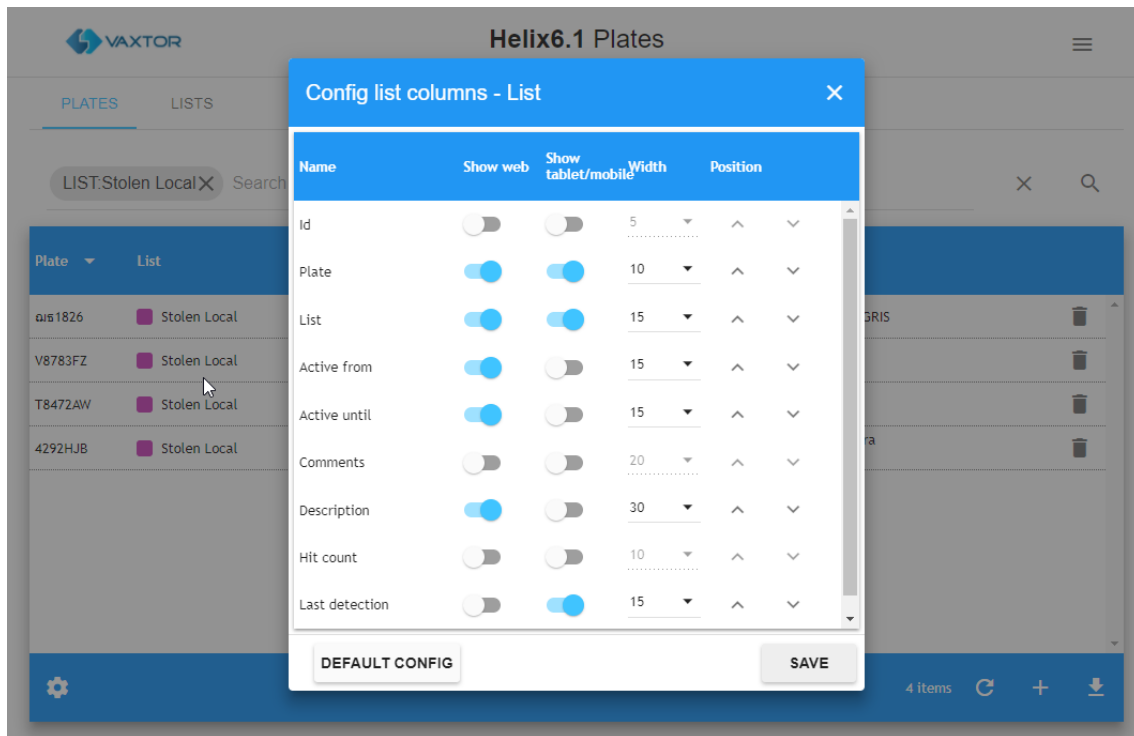 VAXTOR
Helix6.1 Plates
PLATES LISTS
LIST:Stolen Local Search
Plate List
ฌธ1826 Stolen Local GRIS
V8783FZ Stolen Local
T8472AW Stolen Local
4292HJB Stolen Local ra
Config list columns - List
Name Show web Show tablet/mobile Width Position
Id 5
Plate 10
List 15
Active from 15
Active until 15
Comments 20
Description 30
Hit count 10
Last detection 15
DEFAULT CONFIG SAVE
4 items